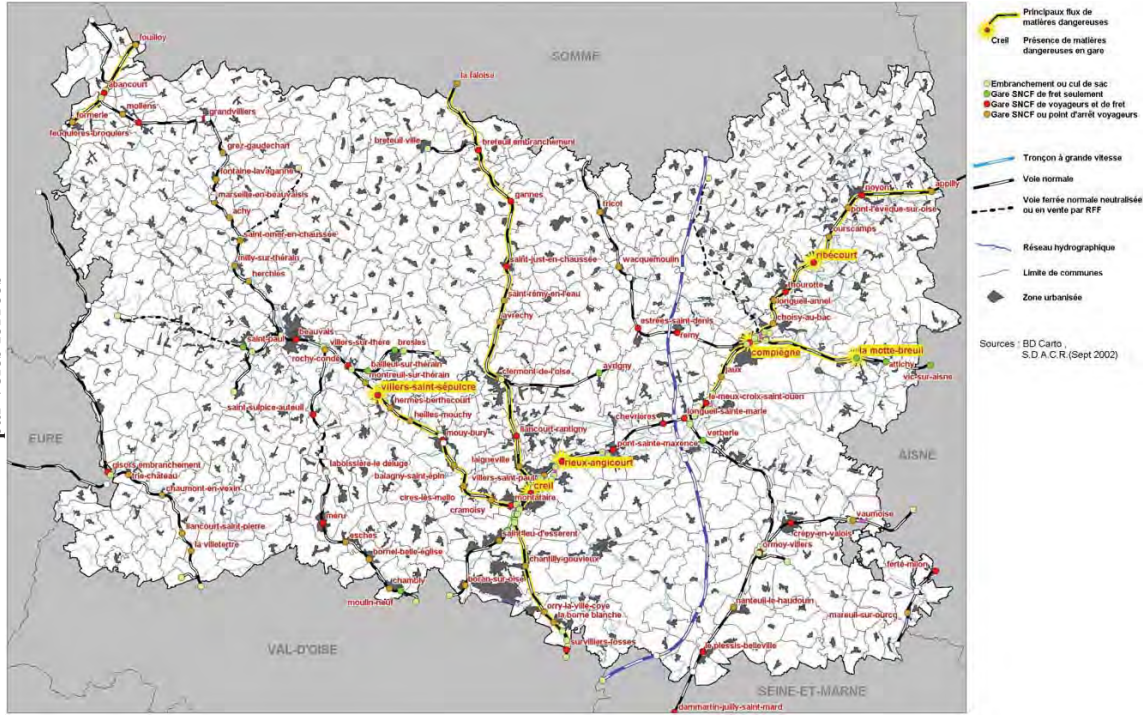 SOMME
EURE
AISNE
VAL-D'OISE
SEINE-ET-MARNE
fouilloy
abancourt
formerie
feuquières-broquiers
moliens
grandvilliers
grez-gaudechart
fontaine-lavaganne
marseille-en-beauvaisis
achy
saint-omer-en-chaussée
milly-sur-thérain
herchies
saint-paul
beauvais
villers-sur-thère
rochy-condé
bresles
bailleul-sur-thérain
montreuil-sur-thérain
villers-saint-sépulcre
hermes-berthecourt
heilles-mouchy
mouy-bury
saint-sulpice-auteuil
laboissière-le déluge
balagny-saint-épin
cires-lès-mello
cramoisy
la faloise
breteuil ville
breteuil embranchement
gannes
saint-just-en-chaussée
saint-rémy-en-l'eau
avrechy
clermont-de-l'oise
avrigny
liancourt-rantigny
laigneville
villers-saint-paul
creil
montataire
rieux-angicourt
pont-sainte-maxence
chevrières
longueil-sainte-marie
le-meux-croix-saint-ouen
verberie
jaux
tricot
wacquemoulin
estrées-saint-denis
remy
compiègne
choisy-au-bac
longueil-annel
thourotte
ribécourt
ourscamps
pont-l'évêque-sur-oise
noyon
appilly
la motte-breuil
attichy
vic-sur-aisne
gisors embranchement
trie-château
chaumont-en-vexin
liancourt-saint-pierre
la villetertre
méru
esches
bornel-belle-église
chambly
moulin-neuf
boran-sur-oise
saint-leu-d'esserent
chantilly-gouvieux
orry-la-ville-coye
la borne blanche
survilliers-fosses
vaumoise
crépy-en-valois
ormoy-villers
nanteuil-le-haudouin
le plessis-belleville
dammartin-juilly-saint-mard
ferté-milon
mareuil-sur-ourcq
Principaux flux de
matières dangereuses
Creil Présence de matières
dangereuses en gare
Embranchement ou cul de sac
Gare SNCF de fret seulement
Gare SNCF de voyageurs et de fret
Gare SNCF ou point d'arrêt voyageurs
Tronçon à grande vitesse
Voie normale
Voie ferrée normale neutralisée
ou en vente par RFF
Réseau hydrographique
Limite de communes
Zone urbanisée
Sources : BD Carto ,
S.D .A.C.R.(Sept 2002)